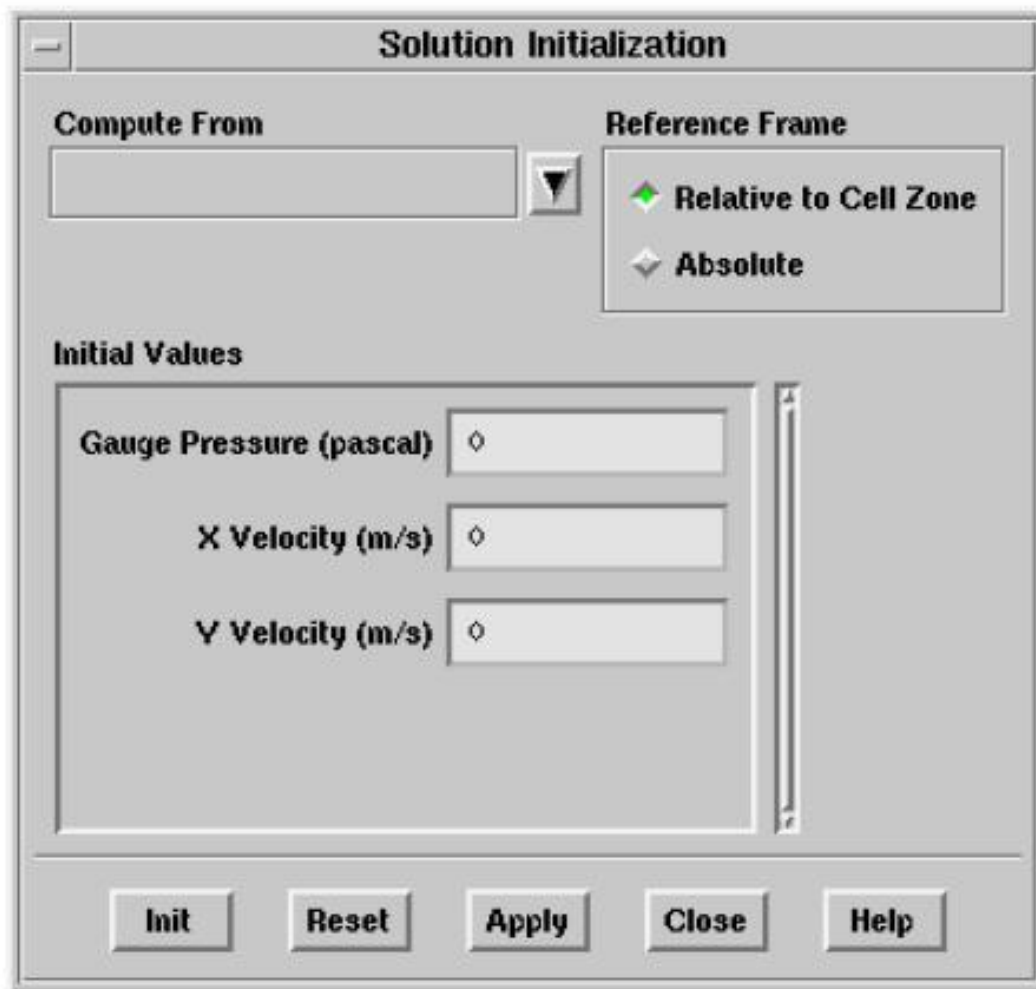 Solution Initialization
Compute From
Reference Frame
Relative to Cell Zone
Absolute
Initial Values
Gauge Pressure (pascal) 0
X Velocity (m/s) 0
Y Velocity (m/s) 0
Init Reset Apply Close Help